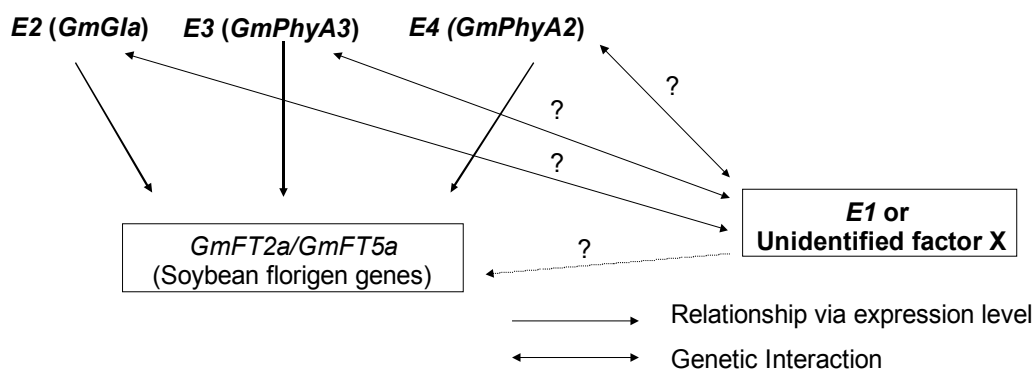 E2 (GmGIa) E3 (GmPhyA3) E4 (GmPhyA2)
?
?
?
E1 or
Unidentified factor X
GmFT2a/GmFT5a
(Soybean florigen genes)
?
Relationship via expression level
Genetic Interaction